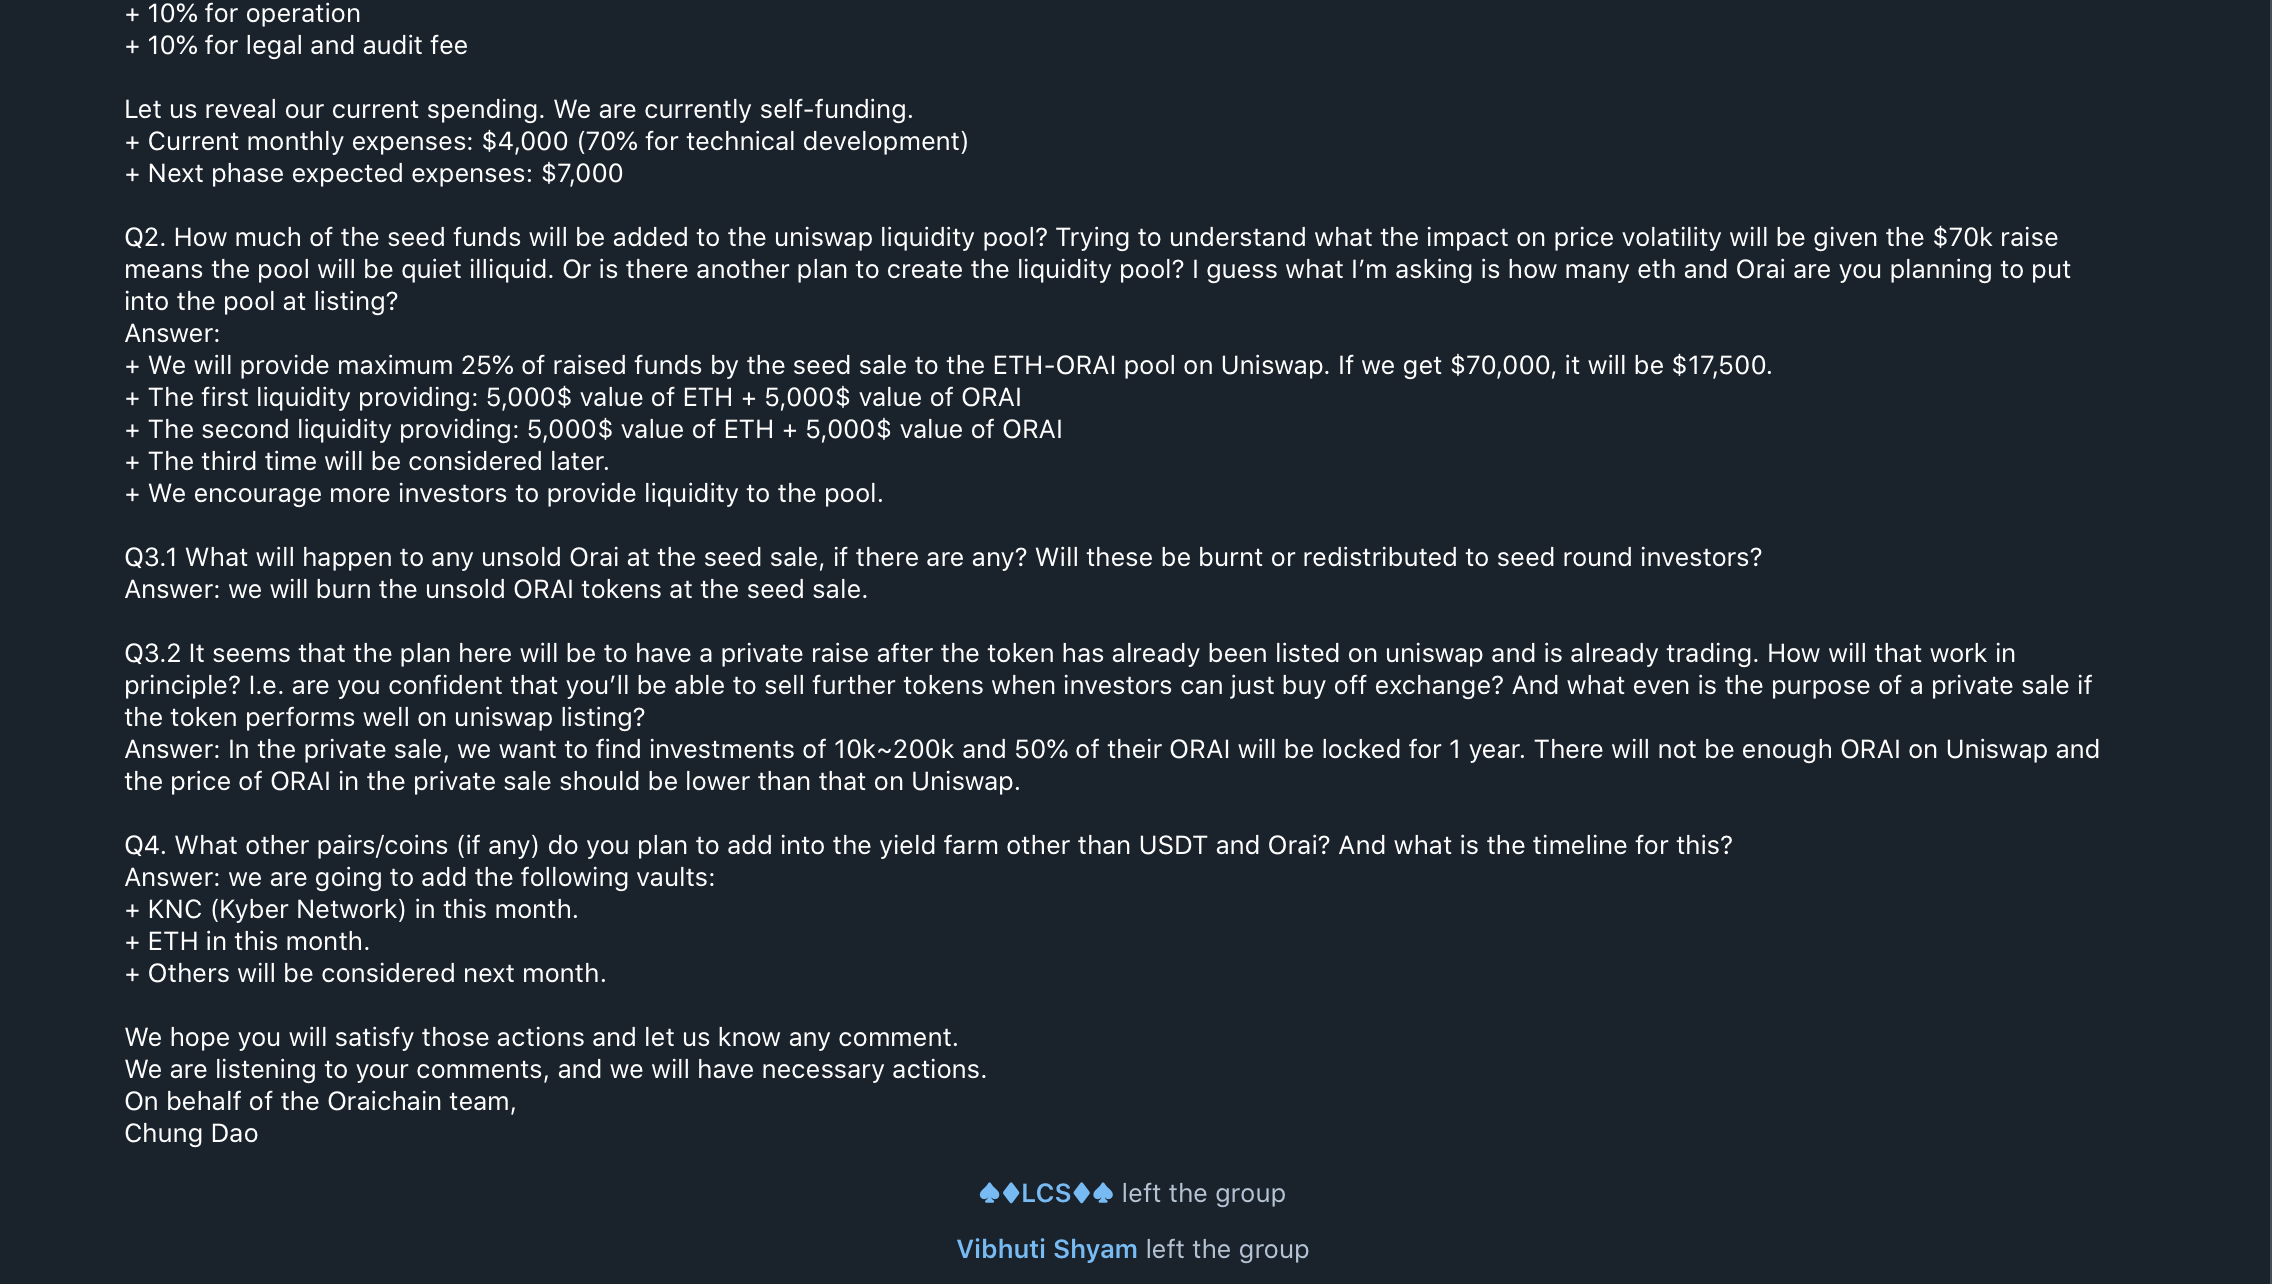 + 10% for operation
+ 10% for legal and audit fee
Let us reveal our current spending. We are currently self-funding.
+ Current monthly expenses: $4,000 (70% for technical development)
+ Next phase expected expenses: $7,000
Q2. How much of the seed funds will be added to the uniswap liquidity pool? Trying to understand what the impact on price volatility will be given the $70k raise
means the pool will be quiet illiquid. Or is there another plan to create the liquidity pool? I guess what I’m asking is how many eth and Orai are you planning to put
into the pool at listing?
Answer:
+ We will provide maximum 25% of raised funds by the seed sale to the ETH-ORAI pool on Uniswap. If we get $70,000, it will be $17,500.
+ The first liquidity providing: 5,000$ value of ETH + 5,000$ value of ORAI
+ The second liquidity providing: 5,000$ value of ETH + 5,000$ value of ORAI
+ The third time will be considered later.
+ We encourage more investors to provide liquidity to the pool.
Q3.1 What will happen to any unsold Orai at the seed sale, if there are any? Will these be burnt or redistributed to seed round investors?
Answer: we will burn the unsold ORAI tokens at the seed sale.
Q3.2 It seems that the plan here will be to have a private raise after the token has already been listed on uniswap and is already trading. How will that work in
principle? I.e. are you confident that you’ll be able to sell further tokens when investors can just buy off exchange? And what even is the purpose of a private sale if
the token performs well on uniswap listing?
Answer: In the private sale, we want to find investments of 10k~200k and 50% of their ORAI will be locked for 1 year. There will not be enough ORAI on Uniswap and
the price of ORAI in the private sale should be lower than that on Uniswap.
Q4. What other pairs/coins (if any) do you plan to add into the yield farm other than USDT and Orai? And what is the timeline for this?
Answer: we are going to add the following vaults:
+ KNC (Kyber Network) in this month.
+ ETH in this month.
+ Others will be considered next month.
We hope you will satisfy those actions and let us know any comment.
We are listening to your comments, and we will have necessary actions.
On behalf of the Oraichain team,
Chung Dao
♠♦LCS♦♠ left the group
Vibhuti Shyam left the group